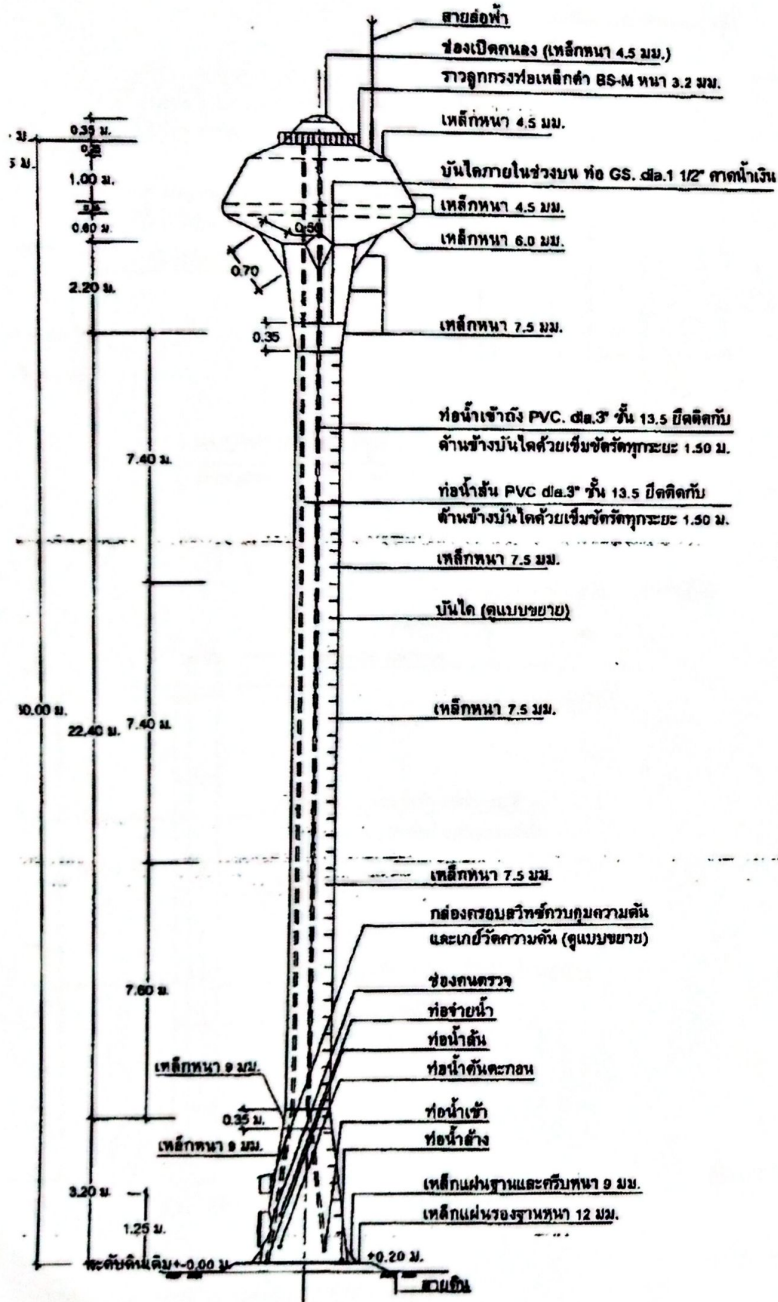 สายล่อฟ้า
ช่องเปิดคนลง (เหล็กหนา 4.5 มม.)
ราวลูกกรงท่อเหล็กดำ BS-M หนา 3.2 มม.
เหล็กหนา 4.5 มม.
บันไดภายในช่วงบน ท่อ GS. dia.1 1/2" คาดน้ำเงิน
เหล็กหนา 4.5 มม.
เหล็กหนา 6.0 มม.
เหล็กหนา 7.5 มม.
ท่อน้ำเข้าถัง PVC. dia.3" ชั้น 13.5 ยึดติดกับ
ด้านข้างบันไดด้วยเข็มขัดรัดทุกระยะ 1.50 ม.
ท่อน้ำล้น PVC dia.3" ชั้น 13.5 ยึดติดกับ
ด้านข้างบันไดด้วยเข็มขัดรัดทุกระยะ 1.50 ม.
เหล็กหนา 7.5 มม.
บันได (ดูแบบขยาย)
เหล็กหนา 7.5 มม.
เหล็กหนา 7.5 มม.
กล่องครอบสวิทซ์ควบคุมความดัน
และเกย์วัดความดัน (ดูแบบขยาย)
ช่องคนตรวจ
ท่อจ่ายน้ำ
ท่อน้ำล้น
ท่อน้ำดันตะกอน
ท่อน้ำเข้า
ท่อน้ำล้าง
เหล็กแผ่นฐานและครีบหนา 9 มม.
เหล็กแผ่นรองฐานหนา 12 มม.
+0.20 ม.
สายดิน
0.35 ม.
1.00 ม.
0.60 ม.
2.20 ม.
0.50
0.70
0.35
7.40 ม.
22.40 ม.
7.40 ม.
7.60 ม.
เหล็กหนา 9 มม.
0.35 ม.
เหล็กหนา 9 มม.
3.20 ม.
1.25 ม.
ระดับดินเดิม+-0.00 ม.